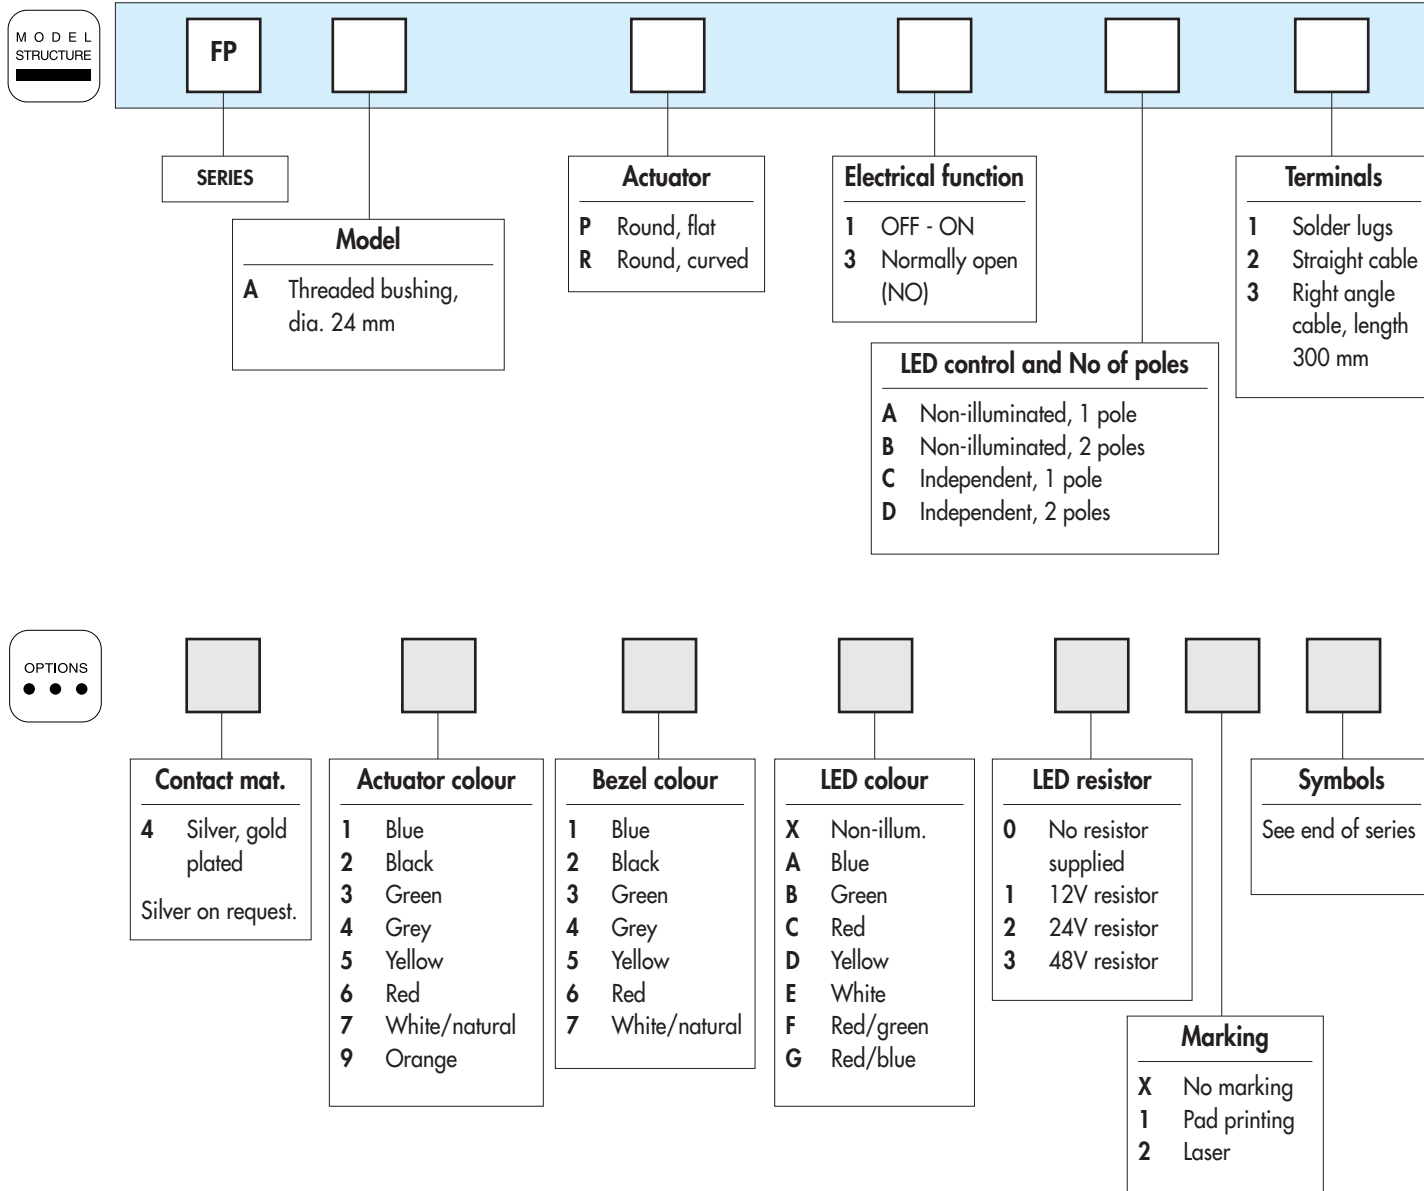 MODEL
STRUCTURE
FP
SERIES
Model
A Threaded bushing,
dia. 24 mm
Actuator
P Round, flat
R Round, curved
Electrical function
1 OFF - ON
3 Normally open
(NO)
LED control and No of poles
A Non-illuminated, 1 pole
B Non-illuminated, 2 poles
C Independent, 1 pole
D Independent, 2 poles
Terminals
1 Solder lugs
2 Straight cable
3 Right angle
cable, length
300 mm
OPTIONS
Contact mat.
4 Silver, gold
plated
Silver on request.
Actuator colour
1 Blue
2 Black
3 Green
4 Grey
5 Yellow
6 Red
7 White/natural
9 Orange
Bezel colour
1 Blue
2 Black
3 Green
4 Grey
5 Yellow
6 Red
7 White/natural
LED colour
X Non-illum.
A Blue
B Green
C Red
D Yellow
E White
F Red/green
G Red/blue
LED resistor
0 No resistor
supplied
1 12V resistor
2 24V resistor
3 48V resistor
Marking
X No marking
1 Pad printing
2 Laser
Symbols
See end of series